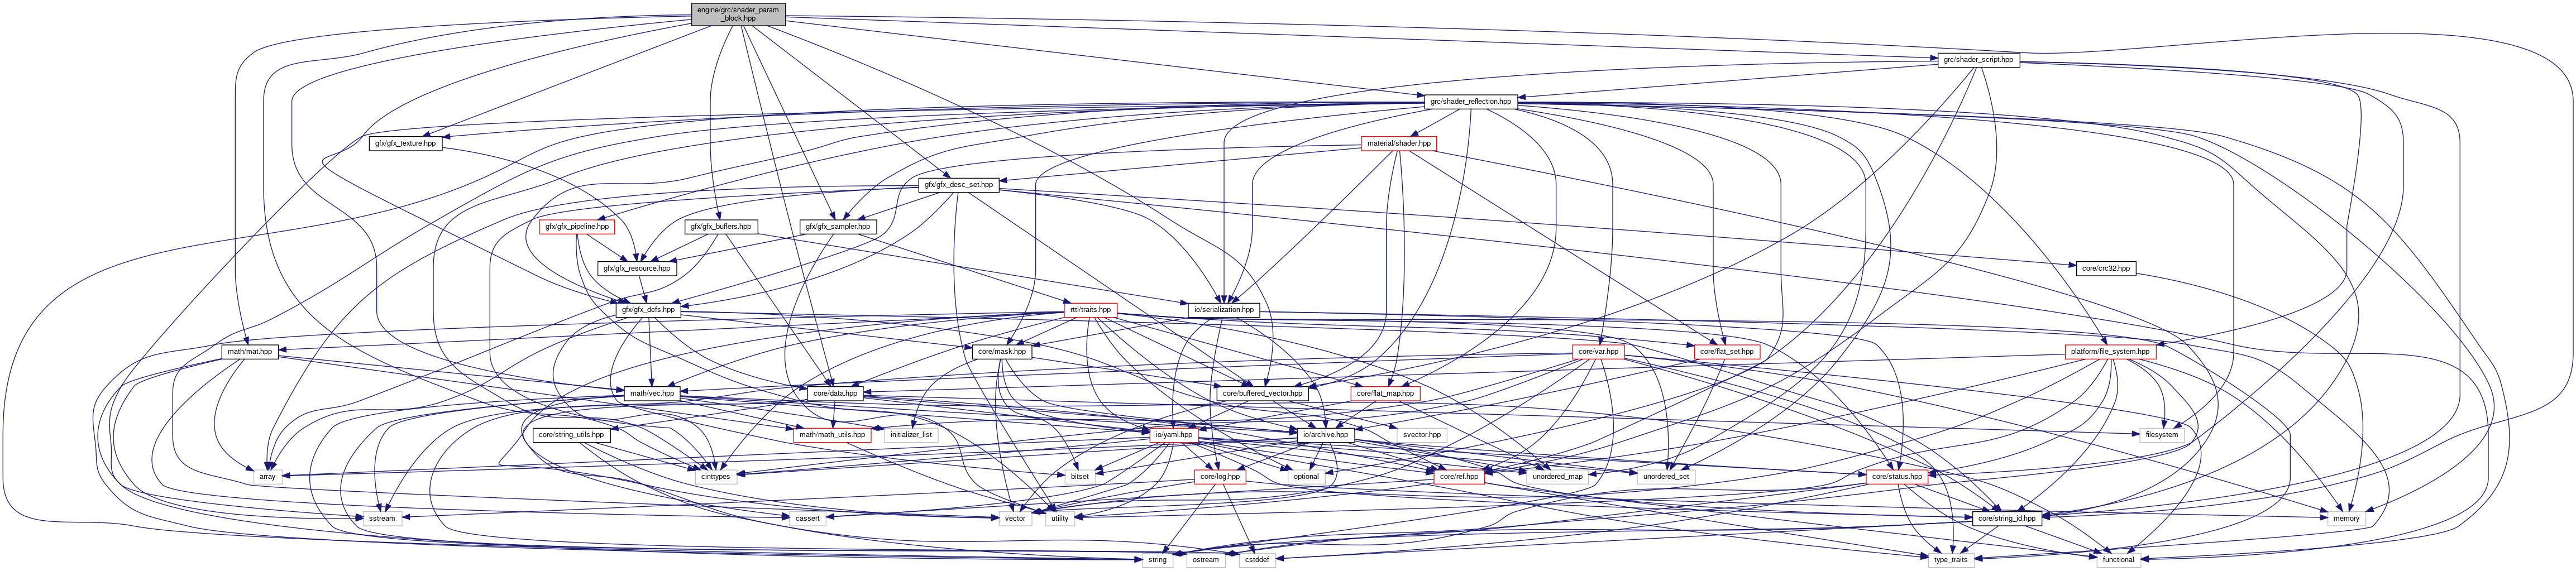 engine/grc/shader_param
_block.hpp
grc/shader_script.hpp
grc/shader_reflection.hpp
gfx/gfx_texture.hpp
material/shader.hpp
gfx/gfx_desc_set.hpp
gfx/gfx_pipeline.hpp
gfx/gfx_buffers.hpp
gfx/gfx_sampler.hpp
gfx/gfx_resource.hpp
core/crc32.hpp
gfx/gfx_defs.hpp
rtti/traits.hpp
io/serialization.hpp
math/mat.hpp
core/mask.hpp
core/var.hpp
core/flat_set.hpp
platform/file_system.hpp
math/vec.hpp
core/data.hpp
core/buffered_vector.hpp
core/flat_map.hpp
core/string_utils.hpp
math/math_utils.hpp
initializer_list
io/yaml.hpp
svector.hpp
io/archive.hpp
filesystem
array
cinttypes
bitset
core/log.hpp
optional
core/ref.hpp
unordered_map
unordered_set
core/status.hpp
sstream
cassert
vector
utility
core/string_id.hpp
memory
string
ostream
cstddef
type_traits
functional